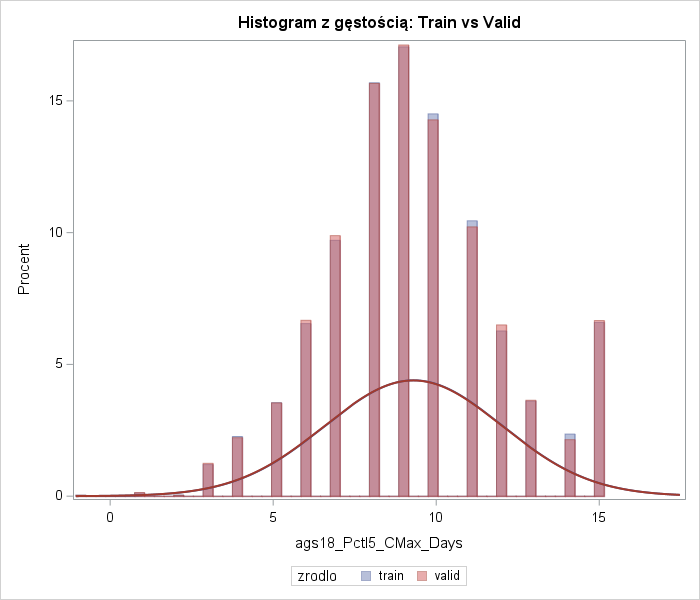 Histogram z gęstością: Train vs Valid
15
10
5
0
Procent
0 5 10 15
ags18_Pctl5_CMax_Days
zrodlo train valid